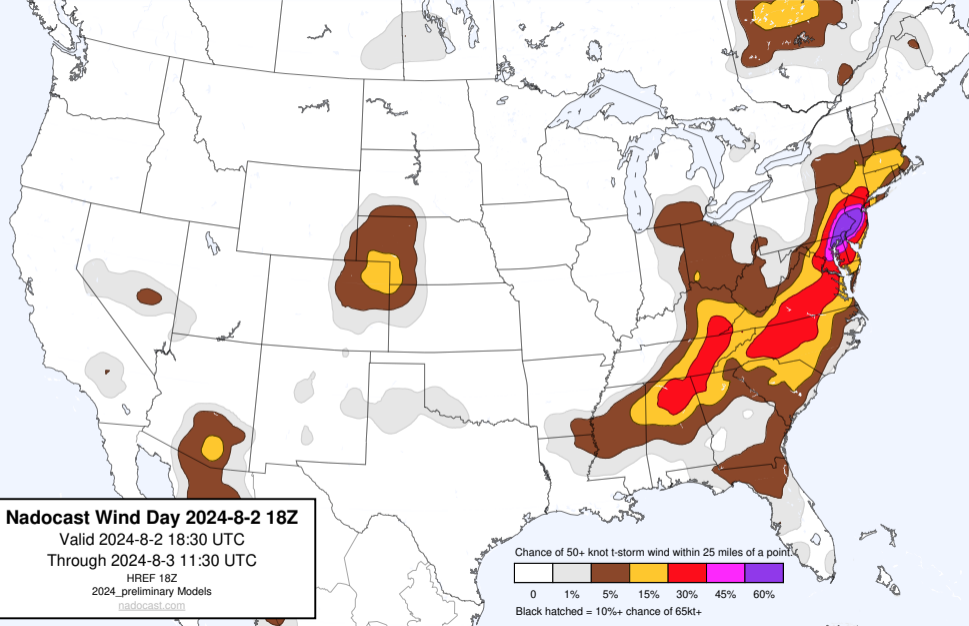 Nadocast Wind Day 2024-8-2 18Z
Valid 2024-8-2 18:30 UTC
Through 2024-8-3 11:30 UTC
HREF 18Z
2024_preliminary Models
nadocast.com
Chance of 50+ knot t-storm wind within 25 miles of a point.
0 1% 5% 15% 30% 45% 60%
Black hatched = 10%+ chance of 65kt+